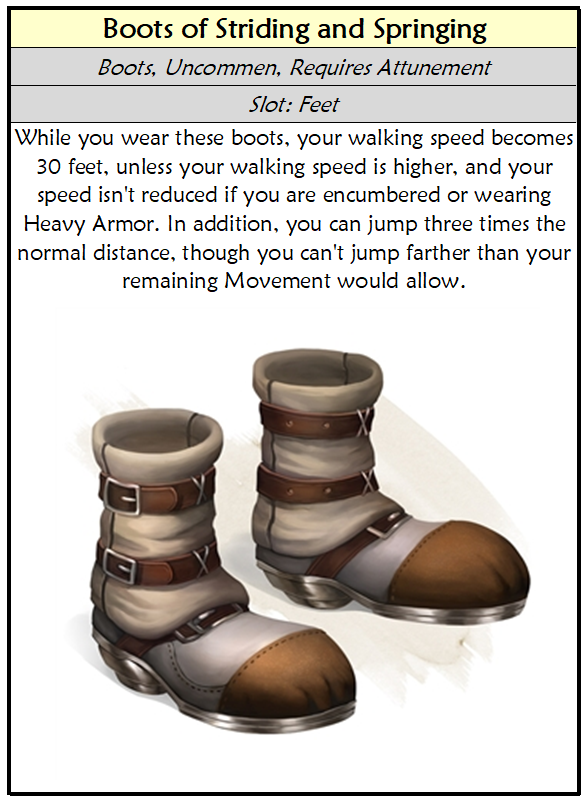 Boots of Striding and Springing
Boots, Uncommen, Requires Attunement
Slot: Feet
While you wear these boots, your walking speed becomes
30 feet, unless your walking speed is higher, and your
speed isn't reduced if you are encumbered or wearing
Heavy Armor. In addition, you can jump three times the
normal distance, though you can't jump farther than your
remaining Movement would allow.